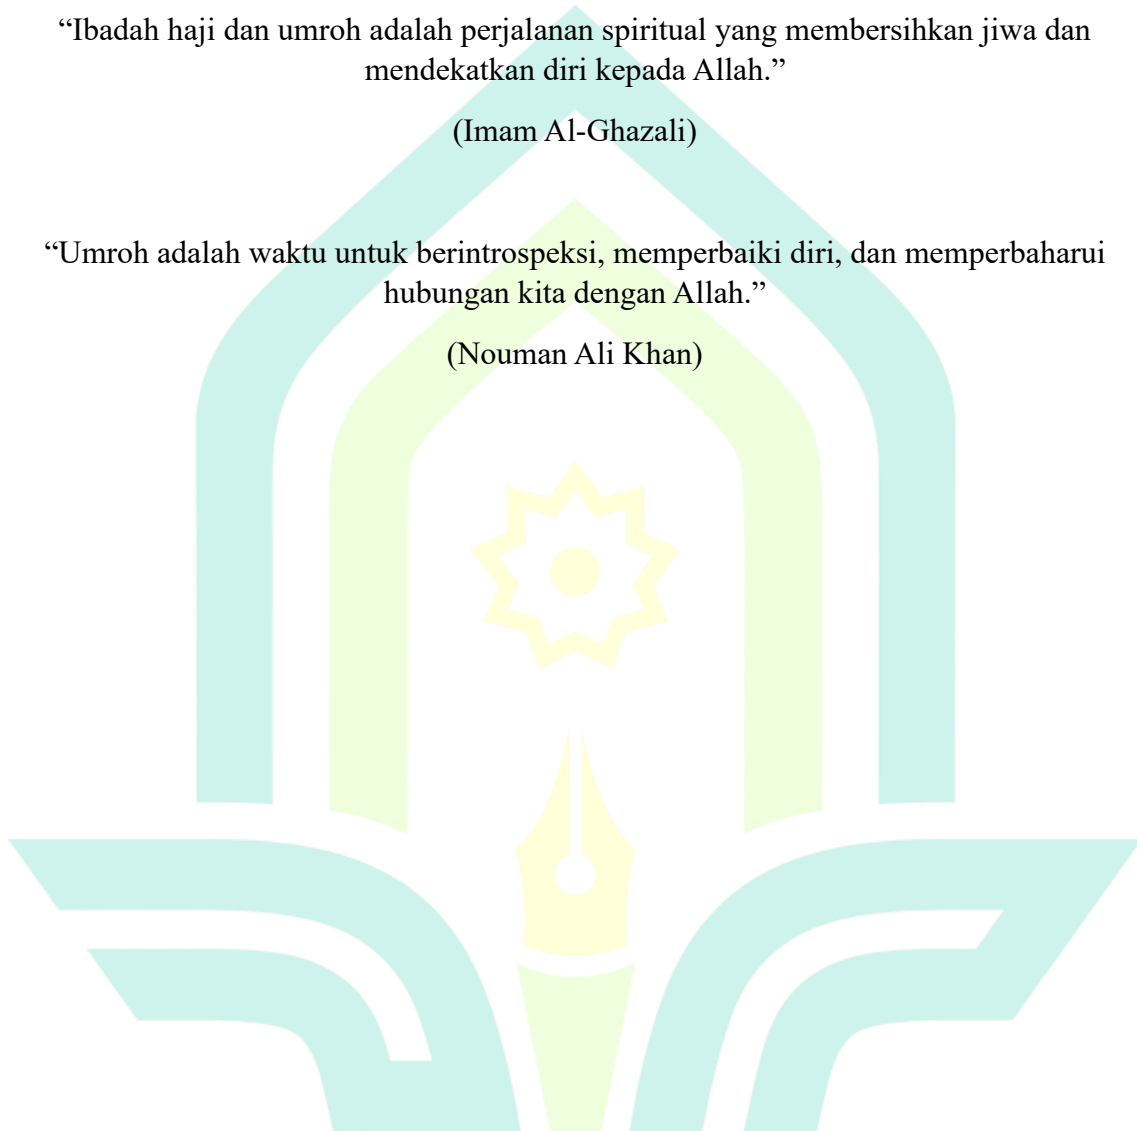 “Ibadah haji dan umroh adalah perjalanan spiritual yang membersihkan jiwa dan
mendekatkan diri kepada Allah.”
(Imam Al-Ghazali)
“Umroh adalah waktu untuk berintrospeksi, memperbaiki diri, dan memperbaharui
hubungan kita dengan Allah.”
(Nouman Ali Khan)